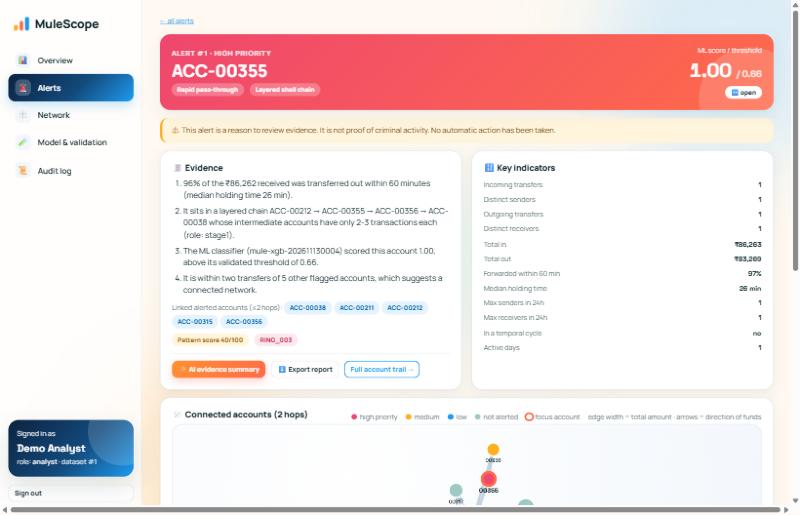 MuleScope
Overview
Alerts
Network
Model & validation
Audit log
Signed in as
Demo Analyst
role: analyst · dataset #1
Sign out
← all alerts
ALERT #1 · HIGH PRIORITY
ACC-00355
Rapid pass-through
Layered shell chain
ML score / threshold
1.00 / 0.66
open
This alert is a reason to review evidence. It is not proof of criminal activity. No automatic action has been taken.
Evidence
1. 96% of the ₹86,262 received was transferred out within 60 minutes
(median holding time 26 min).
2. It sits in a layered chain ACC-00212 → ACC-00355 → ACC-00356 → ACC-
00038 whose intermediate accounts have only 2-3 transactions each
(role: stage1).
3. The ML classifier (mule-xgb-202611130004) scored this account 1.00,
above its validated threshold of 0.66.
4. It is within two transfers of 5 other flagged accounts, which suggests a
connected network.
Linked alerted accounts (≤2 hops): ACC-00038 ACC-00211 ACC-00212
ACC-00315 ACC-00356
Pattern score 40/100 RING_003
AI evidence summary
Export report
Full account trail →
Key indicators
Incoming transfers 1
Distinct senders 1
Outgoing transfers 1
Distinct receivers 1
Total in ₹86,263
Total out ₹83,269
Forwarded within 60 min 97%
Median holding time 26 min
Max senders in 24h 1
Max receivers in 24h 1
In a temporal cycle no
Active days 1
Connected accounts (2 hops)
high priority medium low not alerted focus account edge width = total amount · arrows = direction of funds
00355